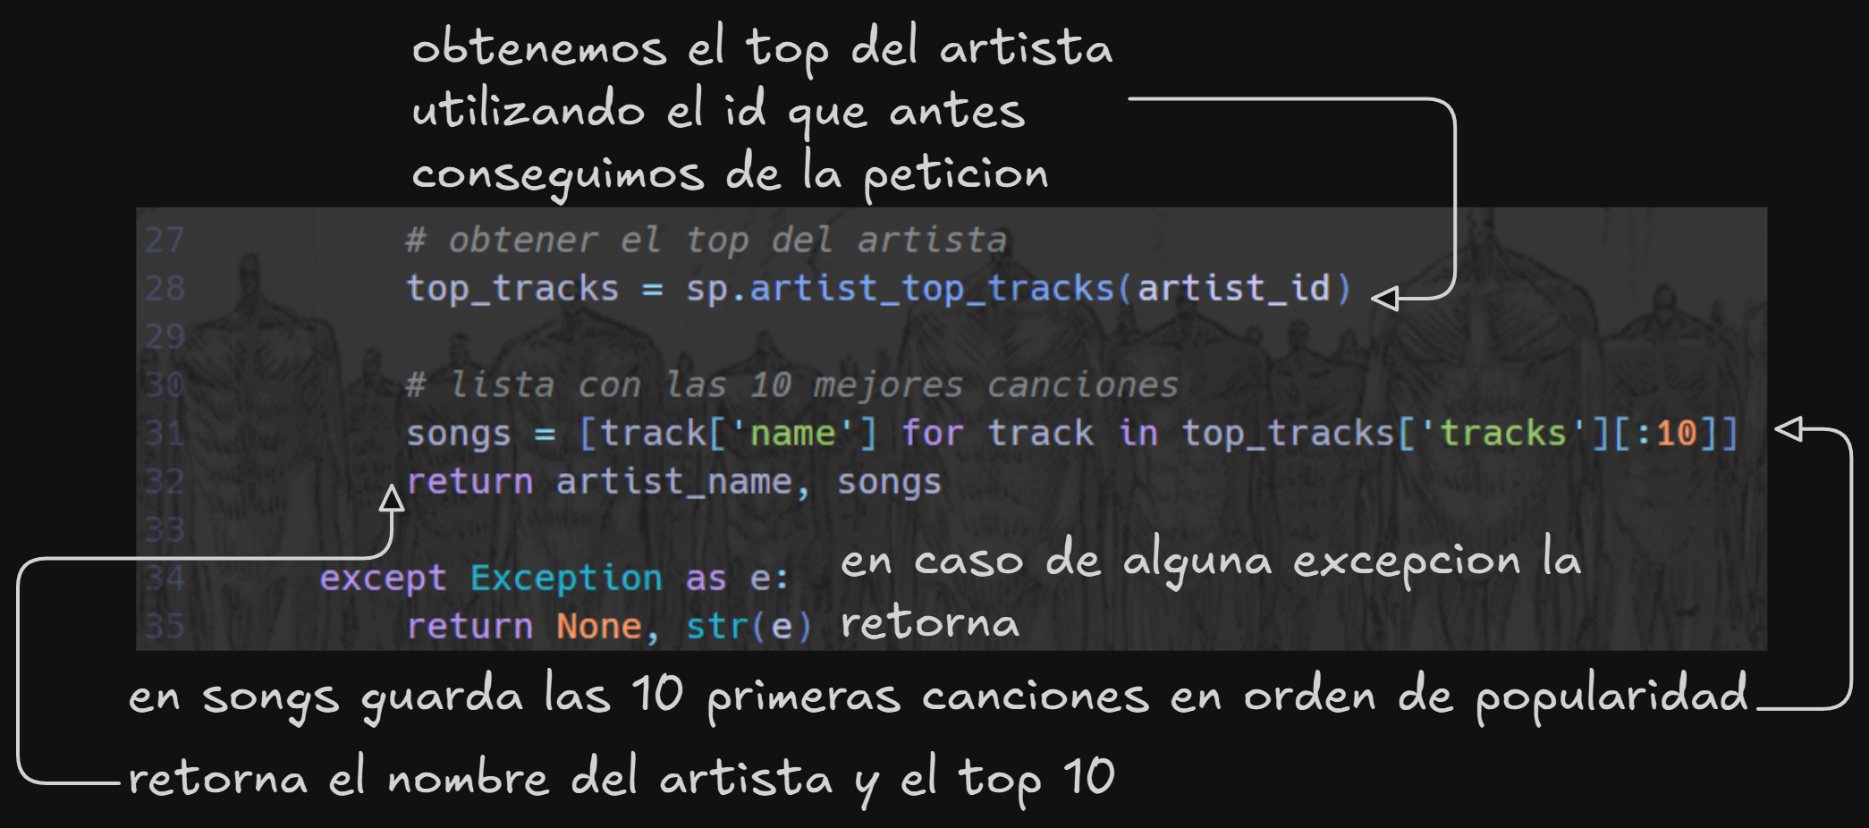 obtenemos el top del artista
utilizando el id que antes
conseguimos de la peticion
27 # obtener el top del artista
28 top_tracks = sp.artist_top_tracks(artist_id)
29
30 # lista con las 10 mejores canciones
31 songs = [track['name'] for track in top_tracks['tracks'][:10]]
32 return artist_name, songs
33
34 except Exception as e:
35 return None, str(e)
en caso de alguna excepcion la
retorna
en songs guarda las 10 primeras canciones en orden de popularidad
retorna el nombre del artista y el top 10